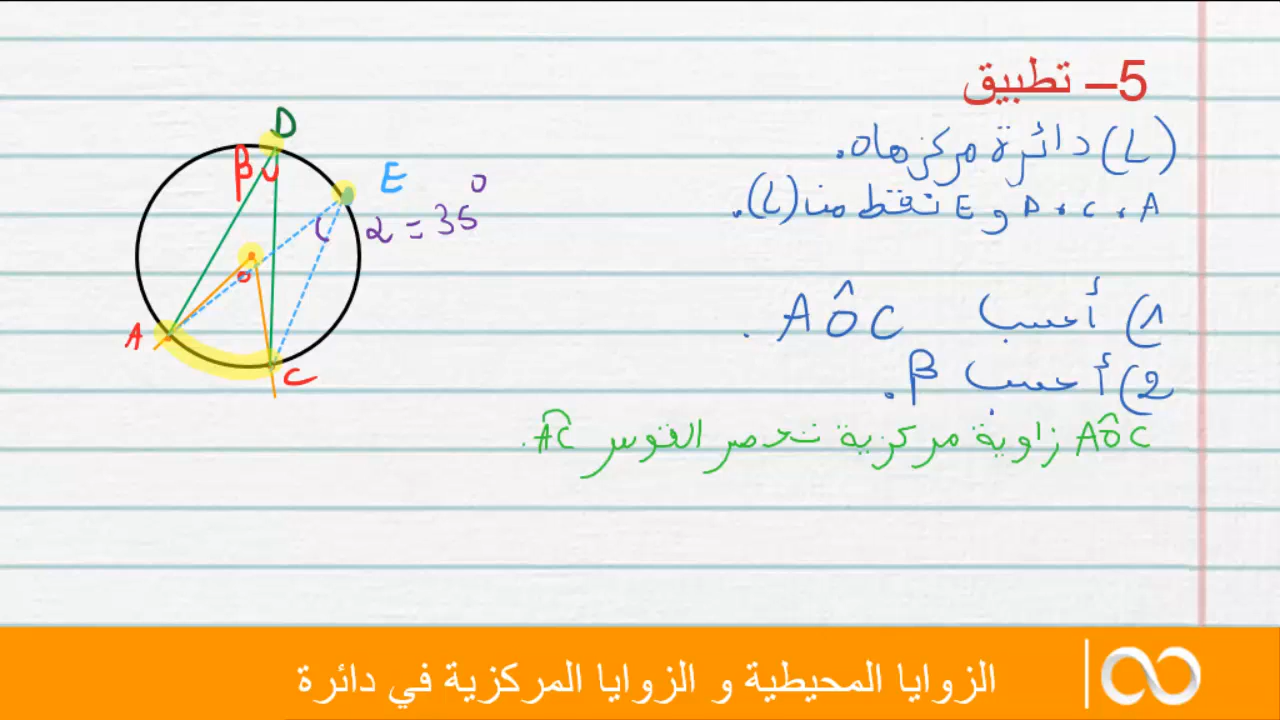 5– تطبيق
(L) دائرة مركزها o.
A ، C ، D و E نقط من (L).
1) أحسب AÔC.
2) أحسب β.
AÔC زاوية مركزية تحصر القوس AC.
D
β
E
α = 35°
o
A
C
الزوايا المحيطية و الزوايا المركزية في دائرة